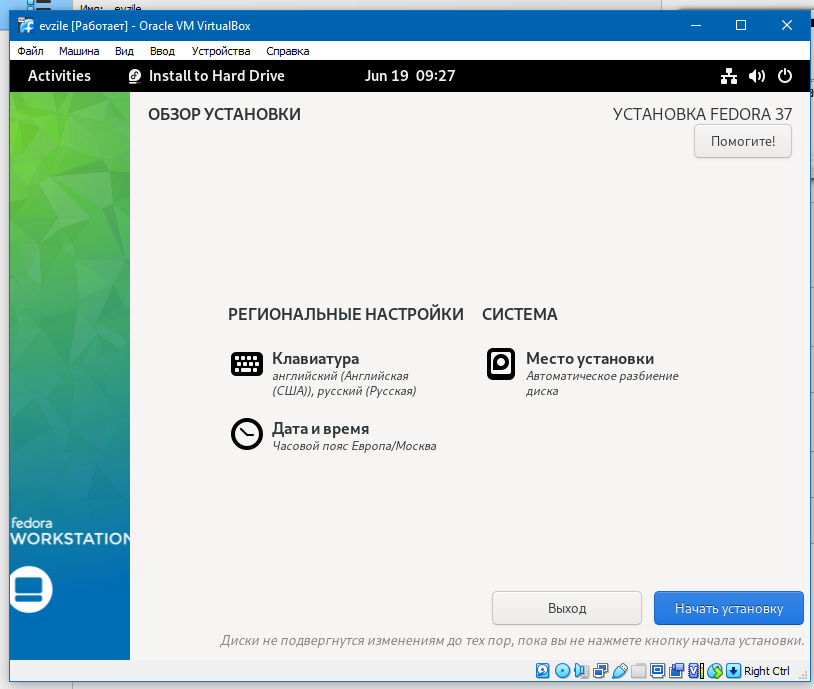 Имя: evzile
evzile [Работает] - Oracle VM VirtualBox
Файл Машина Вид Ввод Устройства Справка
Activities Install to Hard Drive Jun 19 09:27
ОБЗОР УСТАНОВКИ
УСТАНОВКА FEDORA 37
Помогите!
РЕГИОНАЛЬНЫЕ НАСТРОЙКИ
СИСТЕМА
Клавиатура
английский (Английская
(США)), русский (Русская)
Место установки
Автоматическое разбиение
диска
Дата и время
Часовой пояс Европа/Москва
fedora
WORKSTATION
Выход
Начать установку
Диски не подвергнутся изменениям до тех пор, пока вы не нажмете кнопку начала установки.
Right Ctrl